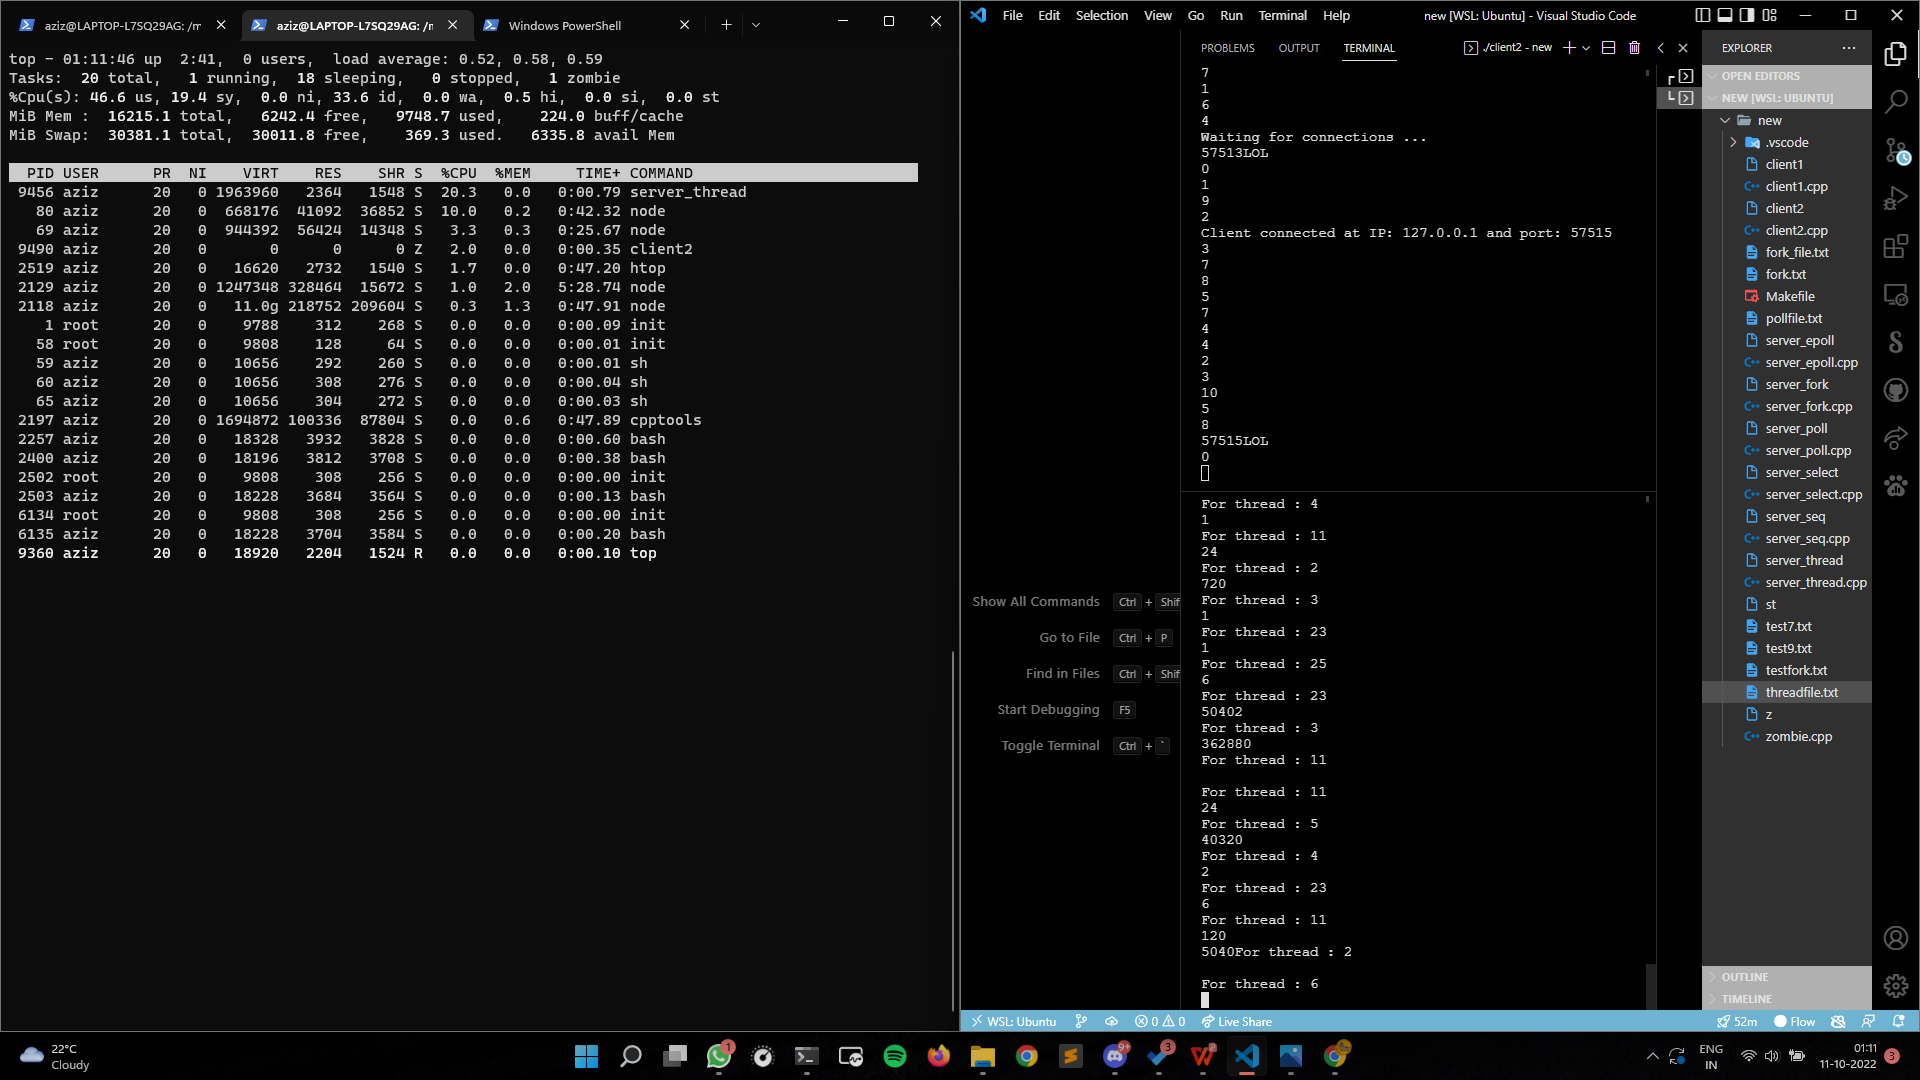 aziz@LAPTOP-L7SQ29AG: /m
aziz@LAPTOP-L7SQ29AG: /n
Windows PowerShell
top - 01:11:46 up  2:41,  0 users,  load average: 0.52, 0.58, 0.59
Tasks:  20 total,   1 running,  18 sleeping,   0 stopped,   1 zombie
%Cpu(s): 46.6 us, 19.4 sy,  0.0 ni, 33.6 id,  0.0 wa,  0.5 hi,  0.0 si,  0.0 st
MiB Mem :  16215.1 total,   6242.4 free,   9748.7 used,    224.0 buff/cache
MiB Swap:  30381.1 total,  30011.8 free,    369.3 used.   6335.8 avail Mem
PID USER      PR  NI    VIRT    RES    SHR S  %CPU  %MEM     TIME+ COMMAND
9456 aziz      20   0 1963960   2364   1548 S  20.3   0.0   0:00.79 server_thread
80 aziz      20   0  668176  41092  36852 S  10.0   0.2   0:42.32 node
69 aziz      20   0  944392  56424  14348 S   3.3   0.3   0:25.67 node
9490 aziz      20   0       0      0      0 Z   2.0   0.0   0:00.35 client2
2519 aziz      20   0   16620   2732   1540 S   1.7   0.0   0:47.20 htop
2129 aziz      20   0 1247348 328464  15672 S   1.0   2.0   5:28.74 node
2118 aziz      20   0   11.0g 218752 209604 S   0.3   1.3   0:47.91 node
1 root      20   0    9788    312    268 S   0.0   0.0   0:00.09 init
58 root      20   0    9808    128     64 S   0.0   0.0   0:00.01 init
59 aziz      20   0   10656    292    260 S   0.0   0.0   0:00.01 sh
60 aziz      20   0   10656    308    276 S   0.0   0.0   0:00.04 sh
65 aziz      20   0   10656    304    272 S   0.0   0.0   0:00.03 sh
2197 aziz      20   0 1694872 100336  87804 S   0.0   0.6   0:47.89 cpptools
2257 aziz      20   0   18328   3932   3828 S   0.0   0.0   0:00.60 bash
2400 aziz      20   0   18196   3812   3708 S   0.0   0.0   0:00.38 bash
2502 root      20   0    9808    308    256 S   0.0   0.0   0:00.00 init
2503 aziz      20   0   18228   3684   3564 S   0.0   0.0   0:00.13 bash
6134 root      20   0    9808    308    256 S   0.0   0.0   0:00.00 init
6135 aziz      20   0   18228   3704   3584 S   0.0   0.0   0:00.20 bash
9360 aziz      20   0   18920   2204   1524 R   0.0   0.0   0:00.10 top
File Edit Selection View Go Run Terminal Help
new [WSL: Ubuntu] - Visual Studio Code
Show All Commands Ctrl + Shif
Go to File Ctrl + P
Find in Files Ctrl + Shif
Start Debugging F5
Toggle Terminal Ctrl + `
PROBLEMS OUTPUT TERMINAL
./client2 - new
7
1
6
4
Waiting for connections ...
57513LOL
0
1
9
2
Client connected at IP: 127.0.0.1 and port: 57515
3
7
8
5
7
4
4
2
3
10
5
8
57515LOL
0
For thread : 4
1
For thread : 11
24
For thread : 2
720
For thread : 3
1
For thread : 23
1
For thread : 25
6
For thread : 23
50402
For thread : 3
362880
For thread : 11
For thread : 11
24
For thread : 5
40320
For thread : 4
2
For thread : 23
6
For thread : 11
120
5040For thread : 2
For thread : 6
EXPLORER
OPEN EDITORS
NEW [WSL: UBUNTU]
new
.vscode
client1
client1.cpp
client2
client2.cpp
fork_file.txt
fork.txt
Makefile
pollfile.txt
server_epoll
server_epoll.cpp
server_fork
server_fork.cpp
server_poll
server_poll.cpp
server_select
server_select.cpp
server_seq
server_seq.cpp
server_thread
server_thread.cpp
st
test7.txt
test9.txt
testfork.txt
threadfile.txt
z
zombie.cpp
OUTLINE
TIMELINE
WSL: Ubuntu 0 0 Live Share
52m Flow
22°C
Cloudy
1
9+
3
ENG
IN
01:11
11-10-2022
3